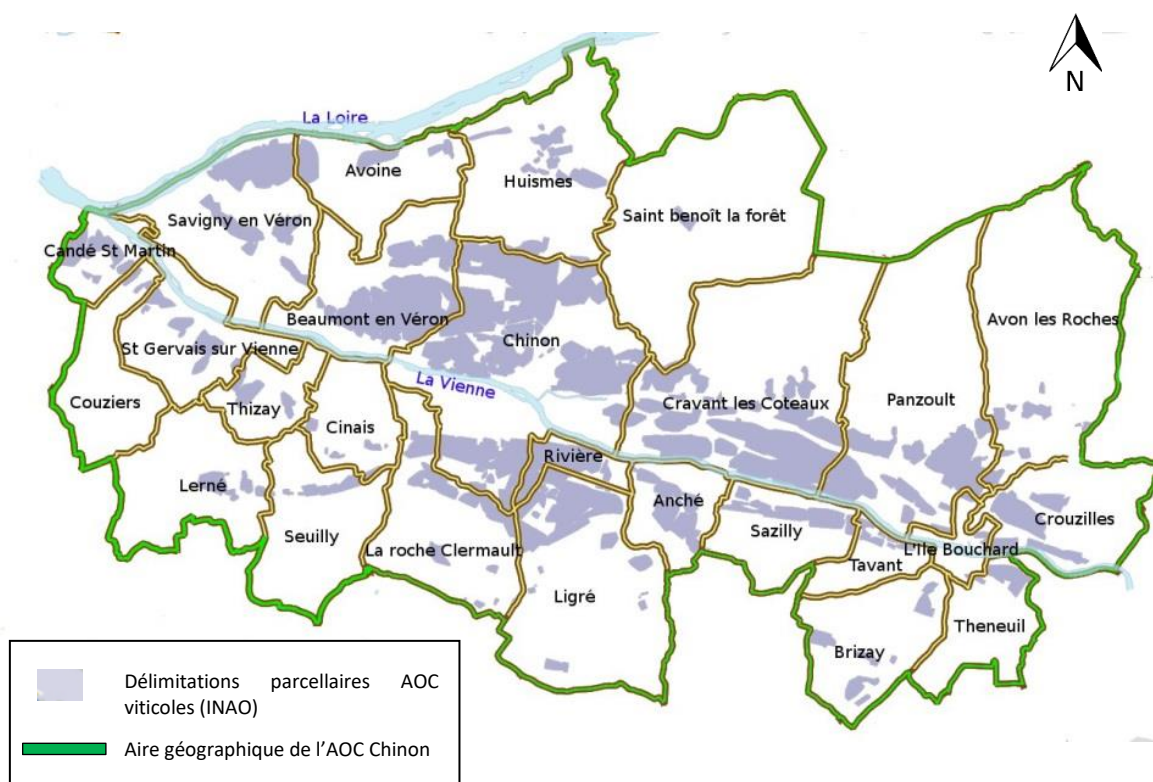 N
La Loire
Avoine
Huismes
Savigny en Véron
Saint benoît la forêt
Candé St Martin
Beaumont en Véron
Avon les Roches
Chinon
St Gervais sur Vienne
La Vienne
Couziers
Thizay
Cravant les Coteaux
Panzoult
Cinais
Rivière
Lerné
Anché
Crouzilles
Seuilly
La roche Clermault
Sazilly
L'Ile Bouchard
Tavant
Ligré
Theneuil
Brizay
Délimitations parcellaires AOC
viticoles (INAO)
Aire géographique de l'AOC Chinon